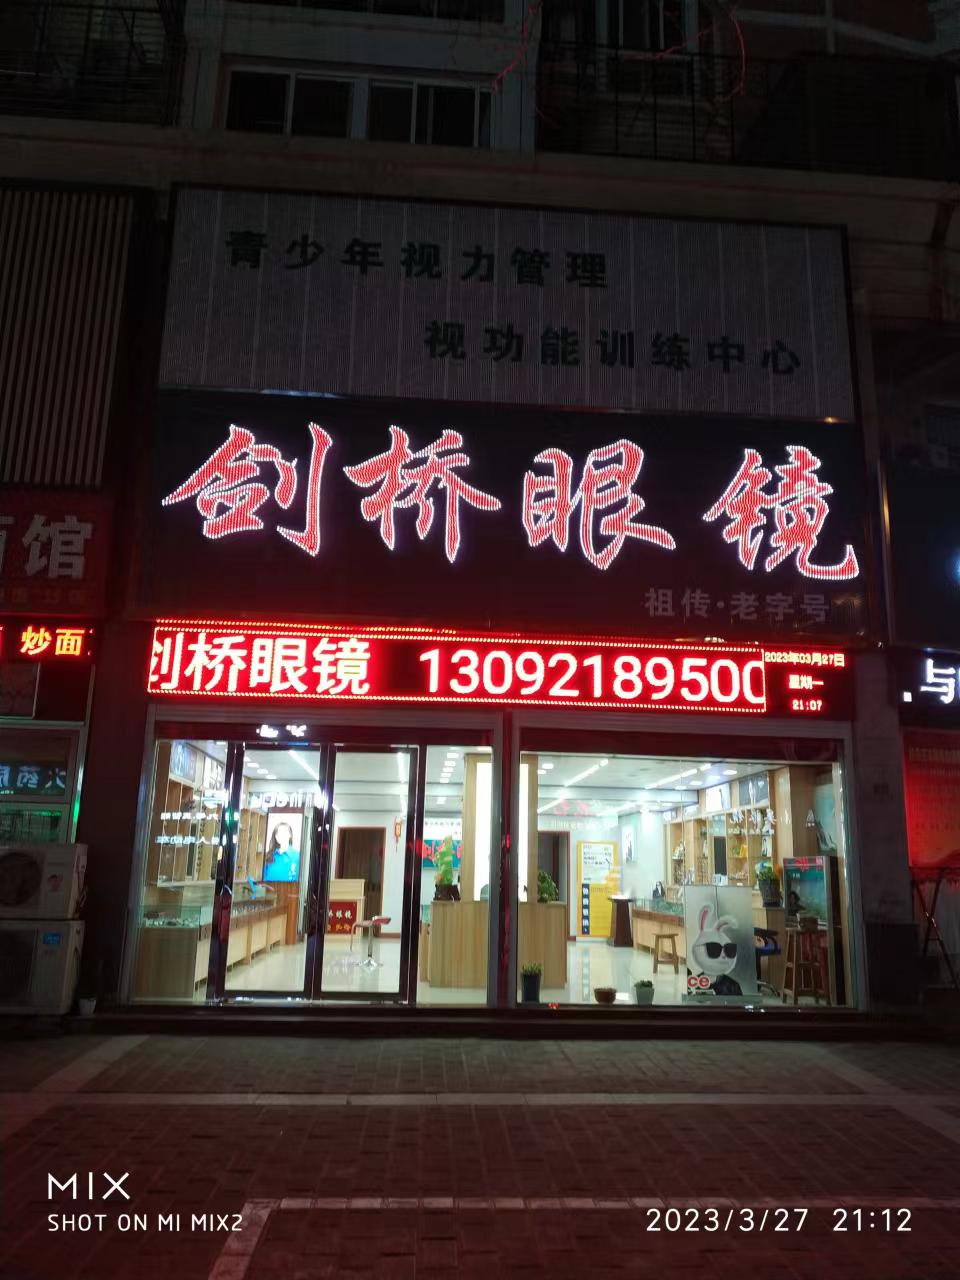 青少年视力管理
视功能训练中心
剑桥眼镜
祖传·老字号
馆
炒面
剑桥眼镜 13092189500
2023年03月27日
星期一
21:07
与
ce
MIX
SHOT ON MI MIX2
2023/3/27 21:12